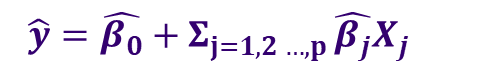 ŷ = β̂₀ + Σⱼ₌₁,₂ …,ₚ β̂ⱼXⱼ